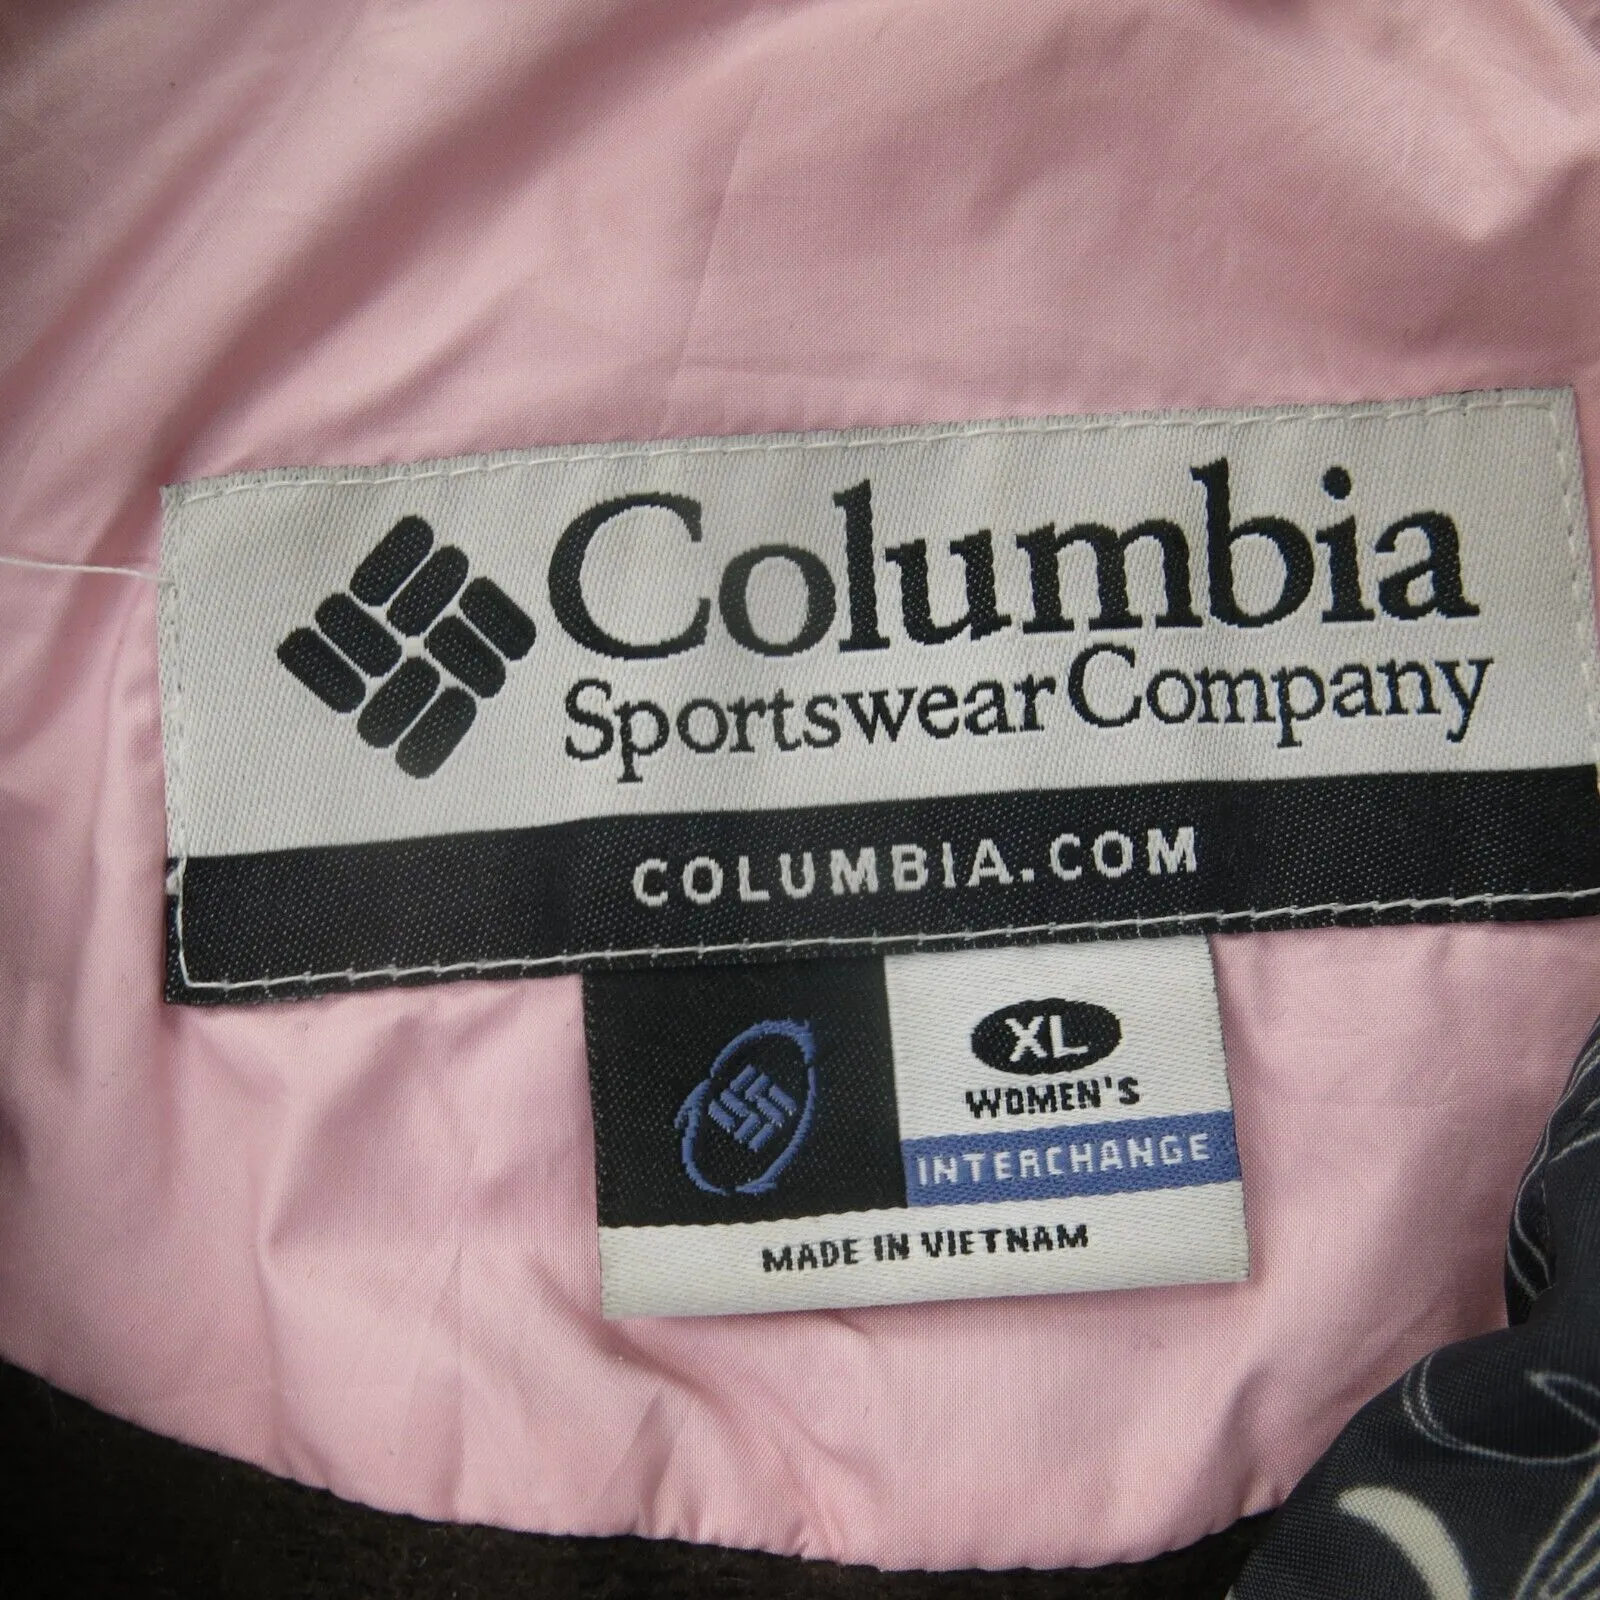 Columbia
Sportswear Company
COLUMBIA.COM
XL
WOMEN'S
INTERCHANGE
MADE IN VIETNAM